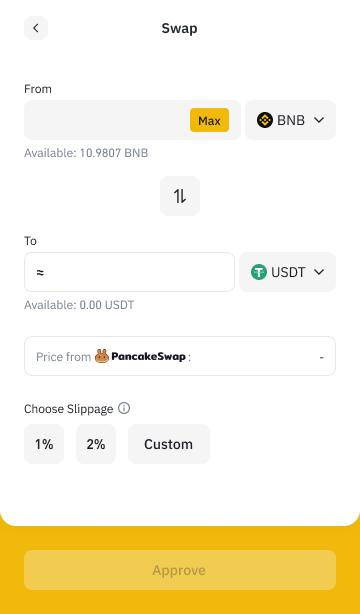 Swap
From
Max
BNB
Available: 10.9807 BNB
To
≈
USDT
Available: 0.00 USDT
Price from PancakeSwap: -
Choose Slippage
1% 2% Custom
Approve